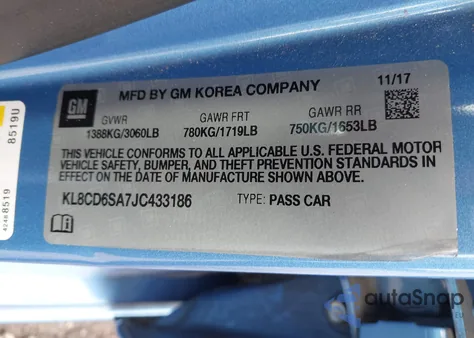 GM
MFD BY GM KOREA COMPANY 11/17
GVWR GAWR FRT GAWR RR
1388KG/3060LB 780KG/1719LB 750KG/1653LB
THIS VEHICLE CONFORMS TO ALL APPLICABLE U.S. FEDERAL MOTOR
VEHICLE SAFETY, BUMPER, AND THEFT PREVENTION STANDARDS IN
EFFECT ON THE DATE OF MANUFACTURE SHOWN ABOVE.
KL8CD6SA7JC433186 TYPE: PASS CAR
8519U
42488519
autoSnap